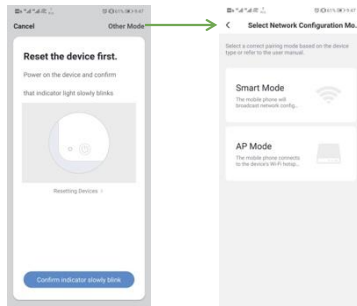 Cancel
Other Mode
Reset the device first.
Power on the device and confirm
that indicator light slowly blinks
Resetting Devices >
Confirm indicator slowly blink
Select Network Configuration Mo.
Select a correct pairing mode based on the device
type or refer to the user manual.
Smart Mode
The mobile phone will
broadcast network config..
AP Mode
The mobile phone connects
to the device's Wi-Fi hotsp..